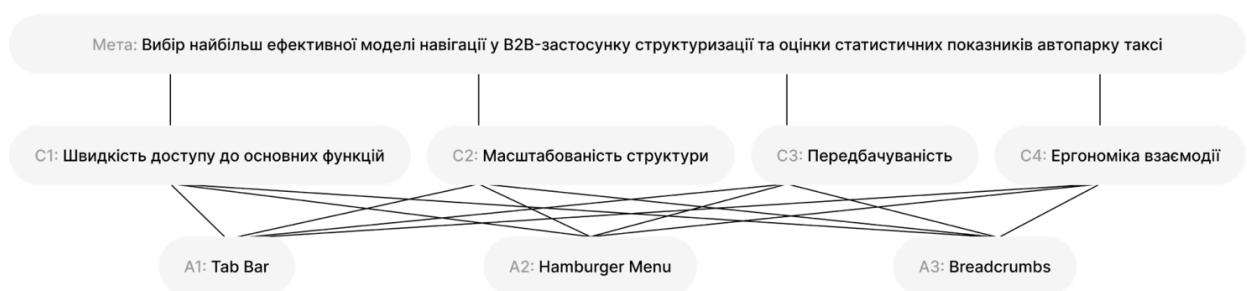 Мета: Вибір найбільш ефективної моделі навігації у B2B-застосунку структуризації та оцінки статистичних показників автопарку таксі
C1: Швидкість доступу до основних функцій
C2: Масштабованість структури
C3: Передбачуваність
C4: Ергономіка взаємодії
A1: Tab Bar
A2: Hamburger Menu
A3: Breadcrumbs